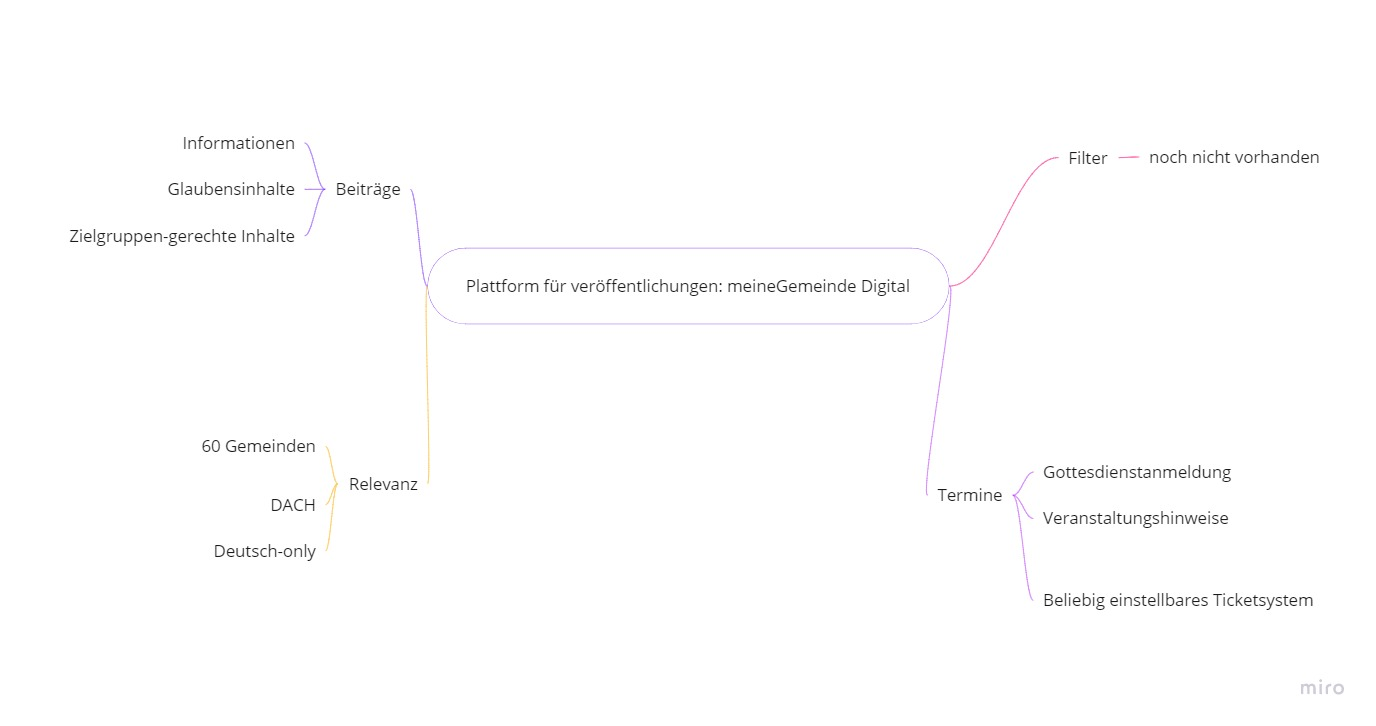 Informationen
Glaubensinhalte
Beiträge
Zielgruppen-gerechte Inhalte
Filter
noch nicht vorhanden
Plattform für veröffentlichungen: meineGemeinde Digital
60 Gemeinden
Relevanz
DACH
Deutsch-only
Termine
Gottesdienstanmeldung
Veranstaltungshinweise
Beliebig einstellbares Ticketsystem
miro